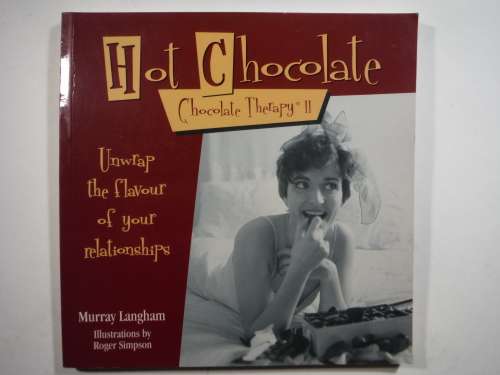 Hot Chocolate
Chocolate Therapy® II
Unwrap
the flavour
of your
relationships
Murray Langham
Illustrations by
Roger Simpson